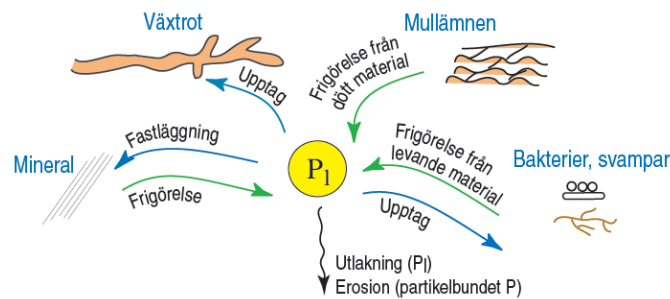 Växtrot
Mullämnen
Upptag
Frigörelse från
dött material
Fastläggning
Mineral
Frigörelse
P₁
Frigörelse från
levande material
Bakterier, svampar
Upptag
Utlakning (Pₗ)
Erosion (partikelbundet P)